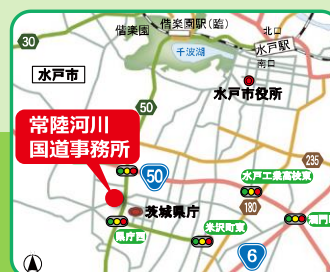 偕楽園駅(臨)
偕楽園
北口
水戸駅
南口
千波湖
30
水戸市
50
水戸市役所
常陸河川
国道事務所
50
水戸工業高校東
235
茨城県庁
180
県庁西
米沢町東
6